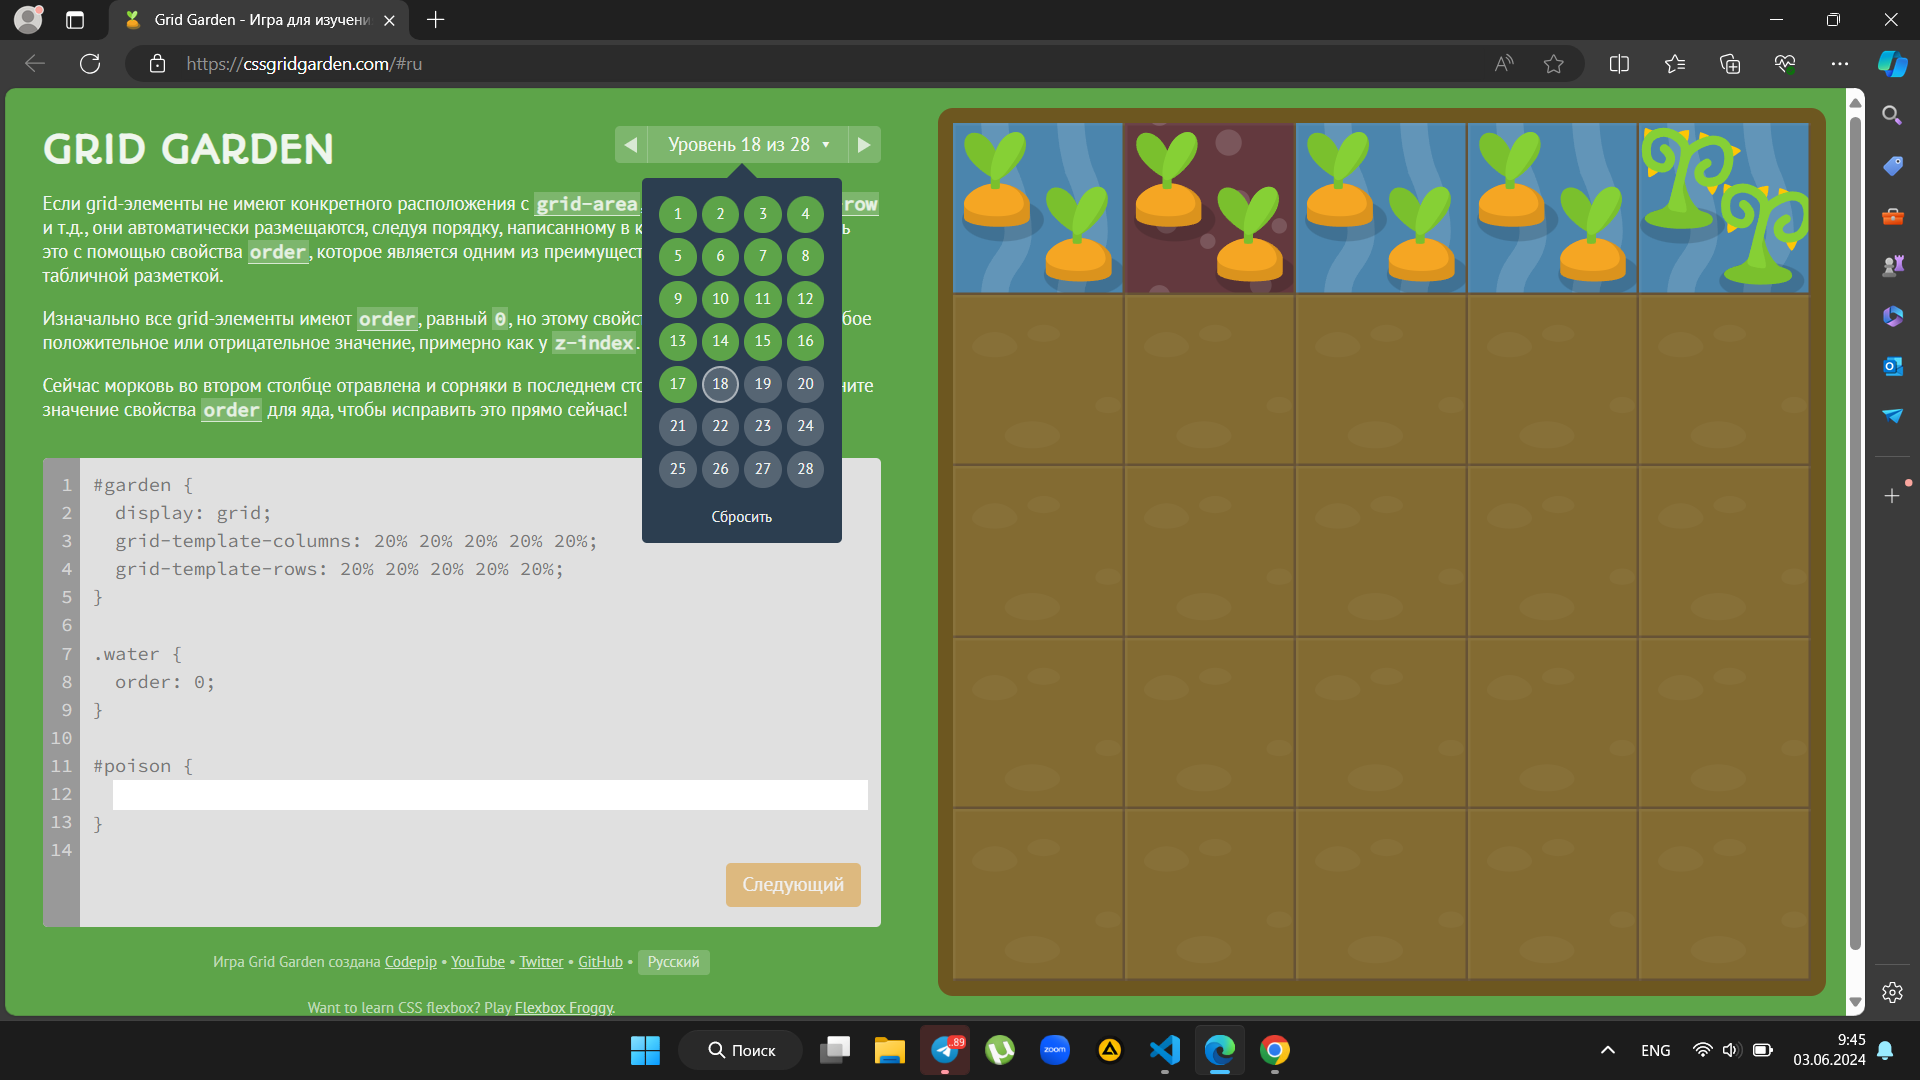 Grid Garden - Игра для изучени
https://cssgridgarden.com/#ru
GRID GARDEN
Уровень 18 из 28
Если grid-элементы не имеют конкретного расположения с grid-area, row
и т.д., они автоматически размещаются, следуя порядку, написанному в к ь
это с помощью свойства order, которое является одним из преимущест
табличной разметкой.
Изначально все grid-элементы имеют order, равный 0, но этому свойст бое
положительное или отрицательное значение, примерно как у z-index.
Сейчас морковь во втором столбце отравлена и сорняки в последнем сто ните
значение свойства order для яда, чтобы исправить это прямо сейчас!
1 2 3 4
5 6 7 8
9 10 11 12
13 14 15 16
17 18 19 20
21 22 23 24
25 26 27 28
Сбросить
1 #garden {
2 display: grid;
3 grid-template-columns: 20% 20% 20% 20% 20%;
4 grid-template-rows: 20% 20% 20% 20% 20%;
5 }
6
7 .water {
8 order: 0;
9 }
10
11 #poison {
12
13 }
14
Следующий
Игра Grid Garden создана Codepip • YouTube • Twitter • GitHub • Русский
Want to learn CSS flexbox? Play Flexbox Froggy.
Поиск
.89
zoom
ENG
9:45
03.06.2024